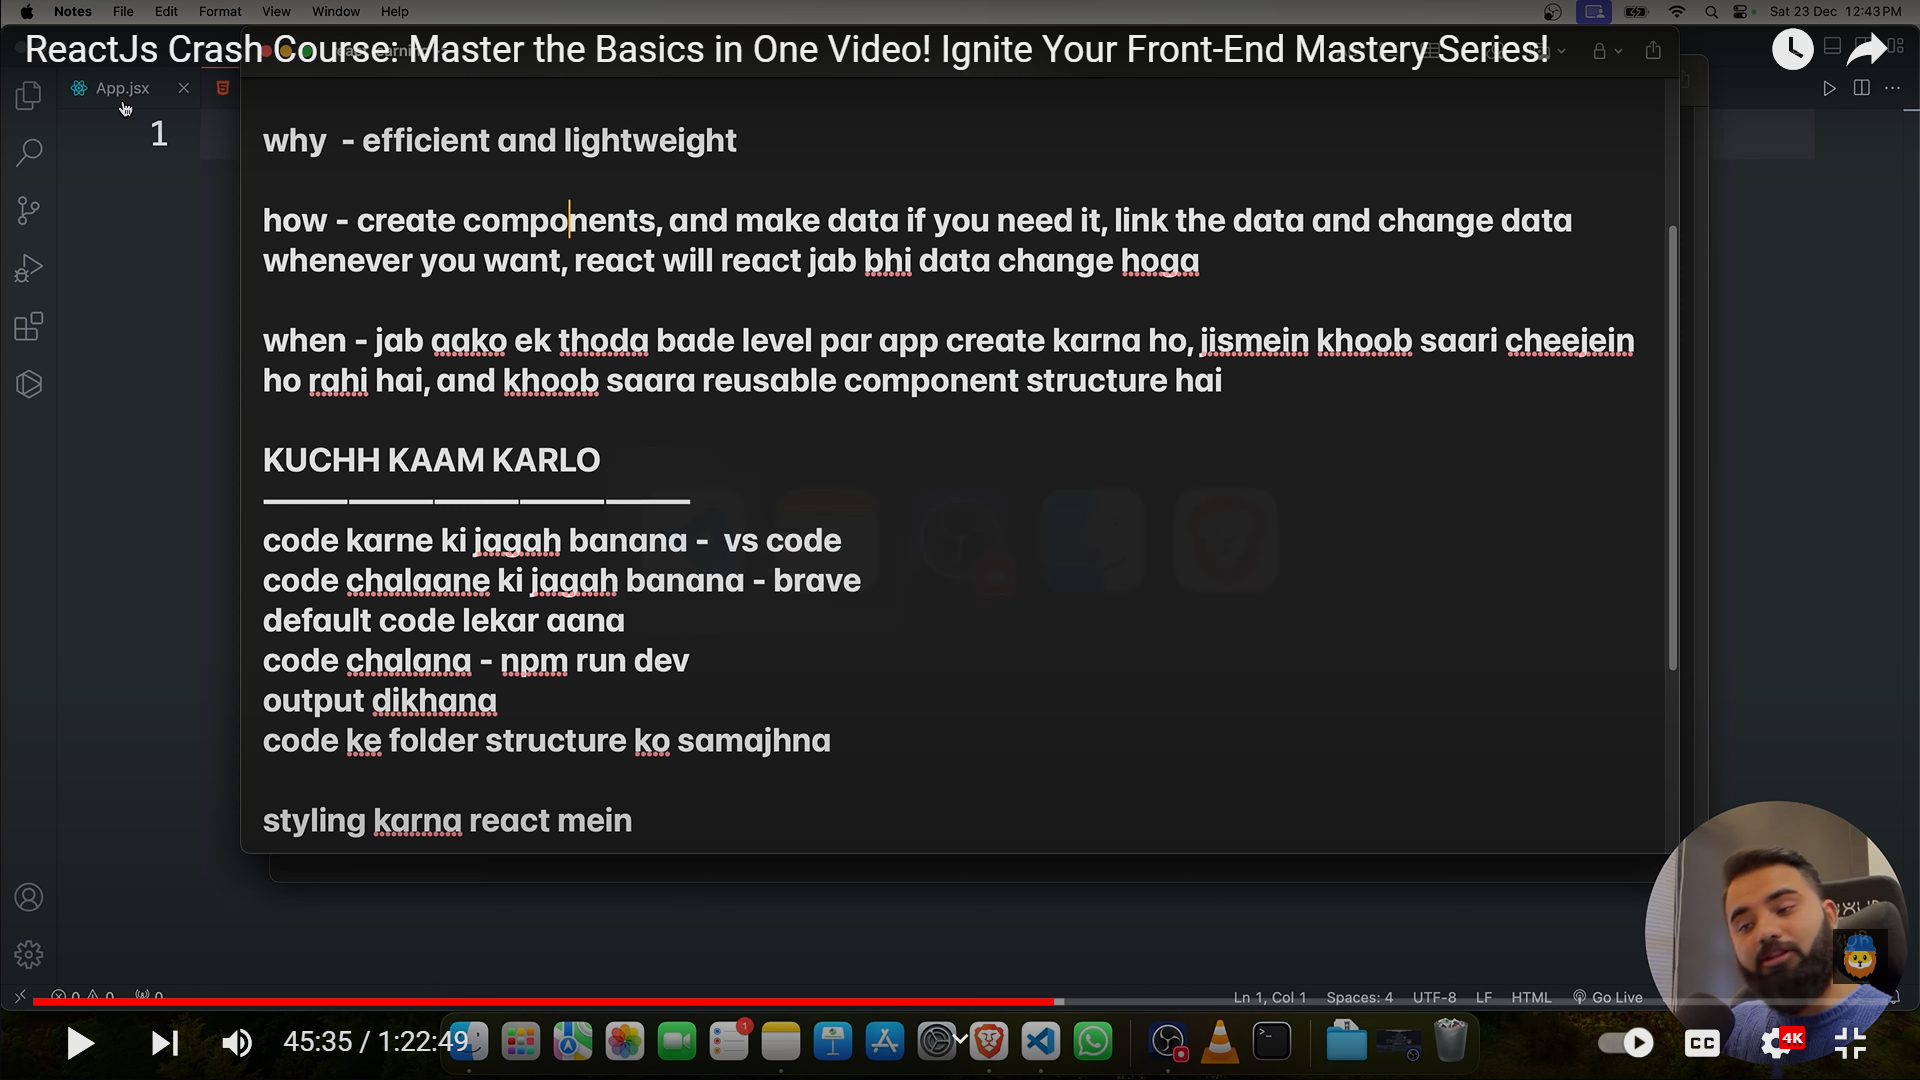 Notes File Edit Format View Window Help Sat 23 Dec 12:43 PM
ReactJs Crash Course: Master the Basics in One Video! Ignite Your Front-End Mastery Series!
App.jsx
1
why - efficient and lightweight
how - create components, and make data if you need it, link the data and change data
whenever you want, react will react jab bhi data change hoga
when - jab aako ek thoda bade level par app create karna ho, jismein khoob saari cheejein
ho rahi hai, and khoob saara reusable component structure hai
KUCHH KAAM KARLO
code karne ki jagah banana - vs code
code chalaane ki jagah banana - brave
default code lekar aana
code chalana - npm run dev
output dikhana
code ke folder structure ko samajhna
styling karna react mein
0 0 0 Ln 1, Col 1 Spaces: 4 UTF-8 LF HTML Go Live
45:35 / 1:22:49 1 CC 4K